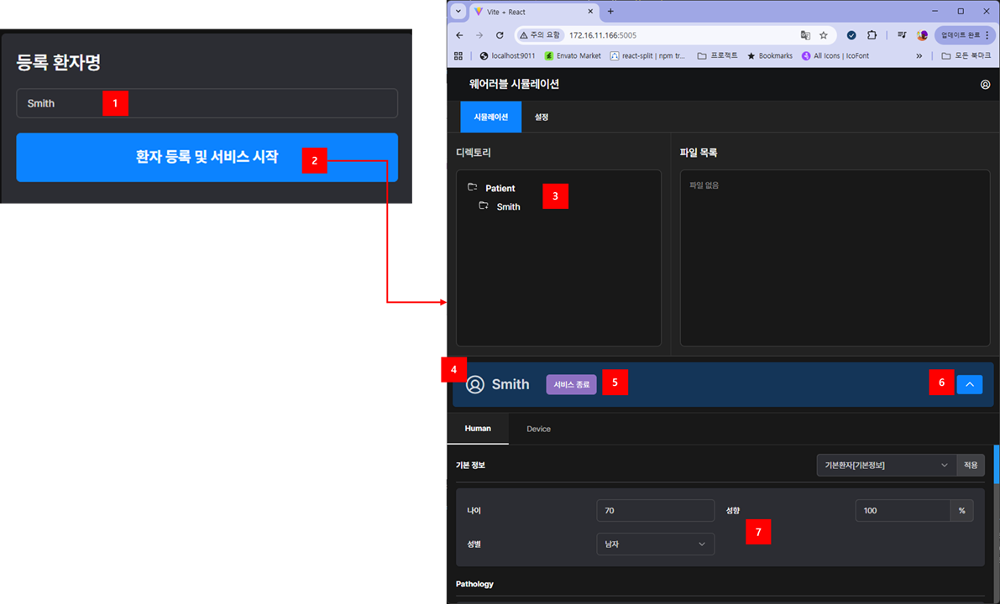 등록 환자명
Smith
1
환자 등록 및 서비스 시작
2
Vite + React
주의 요함
172.16.11.166:5005
업데이트 완료
localhost:9011
Envato Market
react-split | npm tr...
프로젝트
Bookmarks
All Icons | IcoFont
»
모든 북마크
웨어러블 시뮬레이션
시뮬레이션
설정
디렉토리
파일 목록
Patient
Smith
3
파일 없음
4
Smith
서비스 종료
5
6
Human
Device
기본 정보
기본환자[기본정보]
적용
나이
70
성향
100
%
7
성별
남자
Pathology